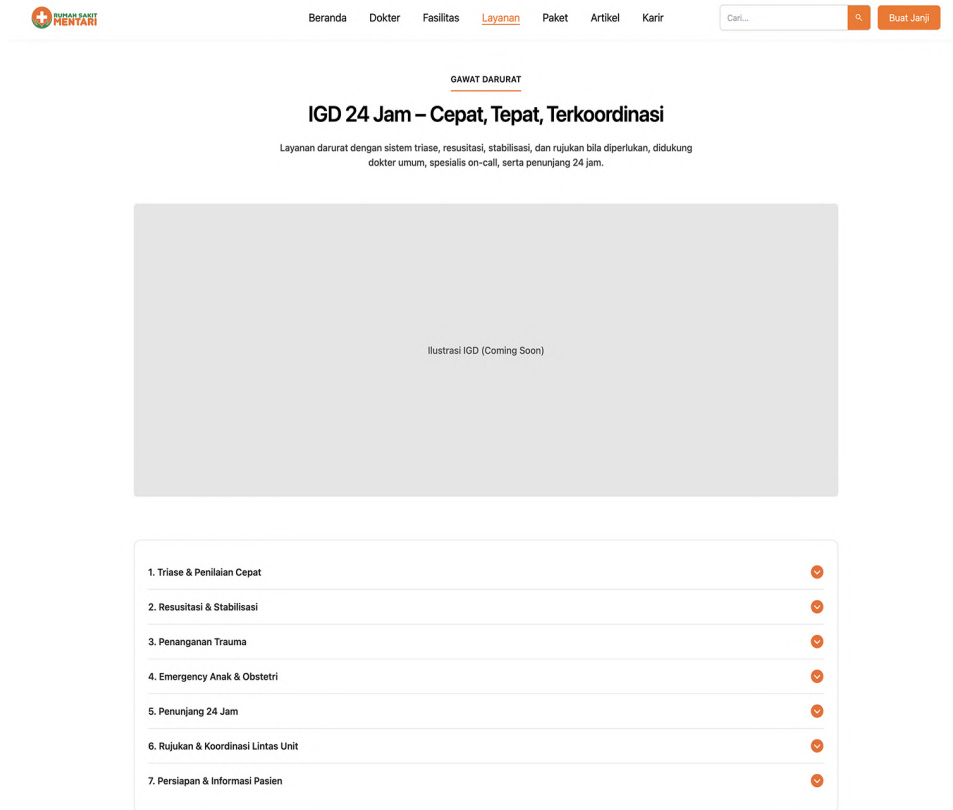 RUMAH SAKIT
MENTARI
Beranda
Dokter
Fasilitas
Layanan
Paket
Artikel
Karir
Cari...
Buat Janji
GAWAT DARURAT
IGD 24 Jam – Cepat, Tepat, Terkoordinasi
Layanan darurat dengan sistem triase, resusitasi, stabilisasi, dan rujukan bila diperlukan, didukung
dokter umum, spesialis on-call, serta penunjang 24 jam.
Ilustrasi IGD (Coming Soon)
1. Triase & Penilaian Cepat
2. Resusitasi & Stabilisasi
3. Penanganan Trauma
4. Emergency Anak & Obstetri
5. Penunjang 24 Jam
6. Rujukan & Koordinasi Lintas Unit
7. Persiapan & Informasi Pasien